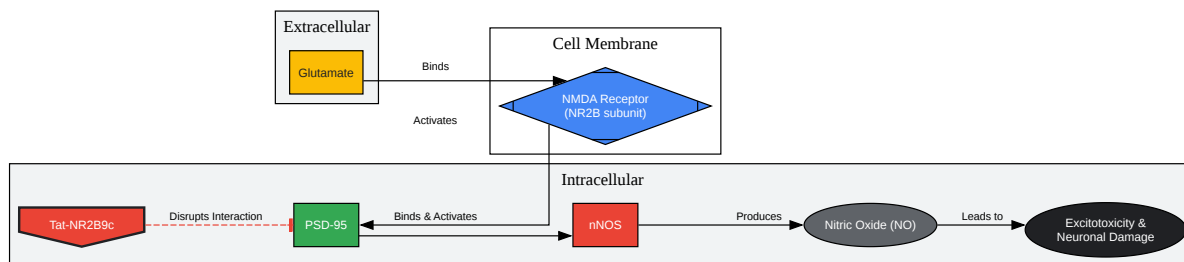 Extracellular
Glutamate
Binds
Cell Membrane
NMDA Receptor
(NR2B subunit)
Activates
Intracellular
Tat-NR2B9c
Disrupts Interaction
PSD-95
Binds & Activates
nNOS
Produces
Nitric Oxide (NO)
Leads to
Excitotoxicity &
Neuronal Damage